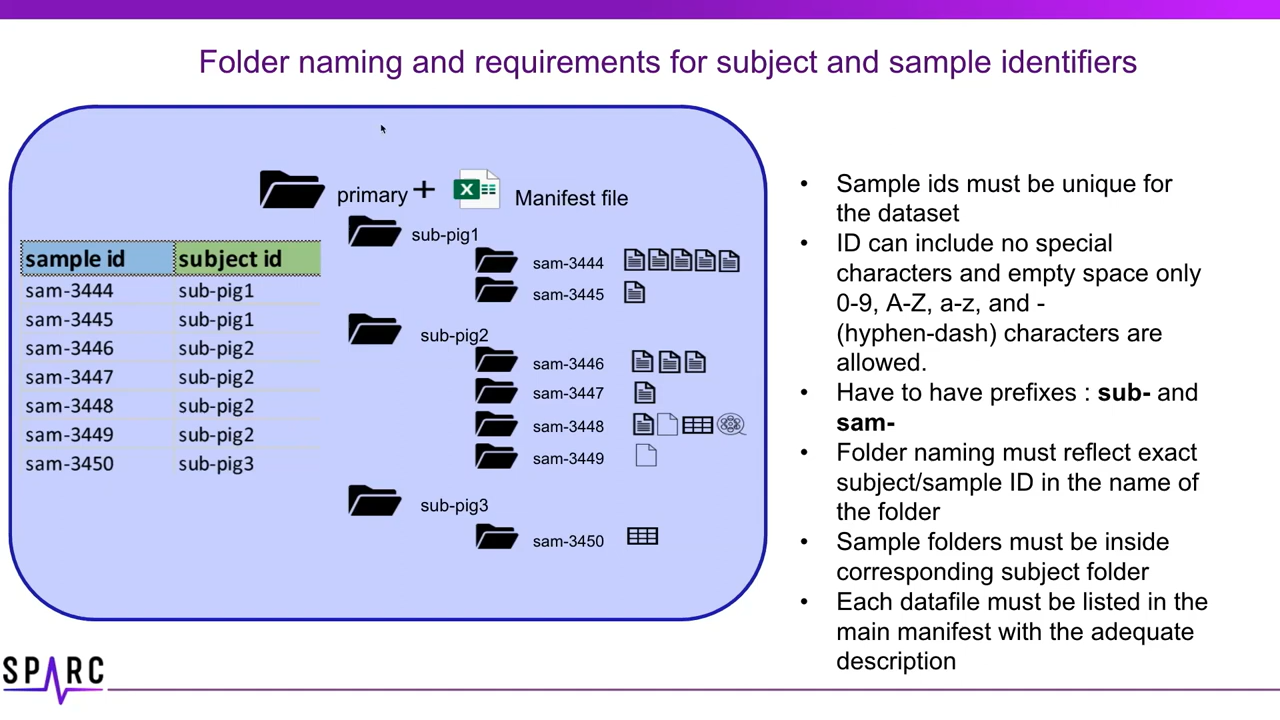 Folder naming and requirements for subject and sample identifiers
primary + Manifest file
sub-pig1
sam-3444
sam-3445
sub-pig2
sam-3446
sam-3447
sam-3448
sam-3449
sub-pig3
sam-3450
sample id subject id
sam-3444 sub-pig1
sam-3445 sub-pig1
sam-3446 sub-pig2
sam-3447 sub-pig2
sam-3448 sub-pig2
sam-3449 sub-pig2
sam-3450 sub-pig3
• Sample ids must be unique for
the dataset
• ID can include no special
characters and empty space only
0-9, A-Z, a-z, and -
(hyphen-dash) characters are
allowed.
• Have to have prefixes : sub- and
sam-
• Folder naming must reflect exact
subject/sample ID in the name of
the folder
• Sample folders must be inside
corresponding subject folder
• Each datafile must be listed in the
main manifest with the adequate
description
SPARC